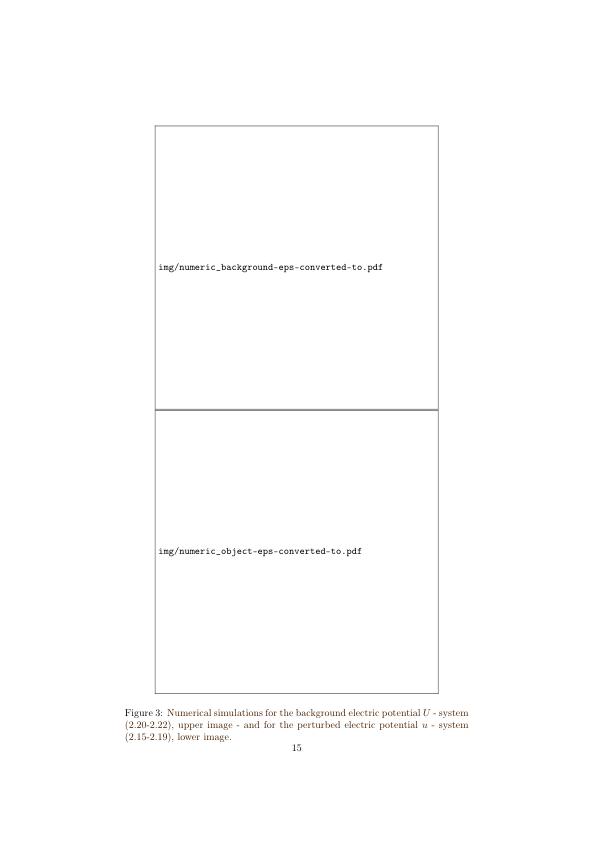 img/numeric_background-eps-converted-to.pdf
img/numeric_object-eps-converted-to.pdf
Figure 3: Numerical simulations for the background electric potential U - system
(2.20-2.22), upper image - and for the perturbed electric potential u - system
(2.15-2.19), lower image.
15